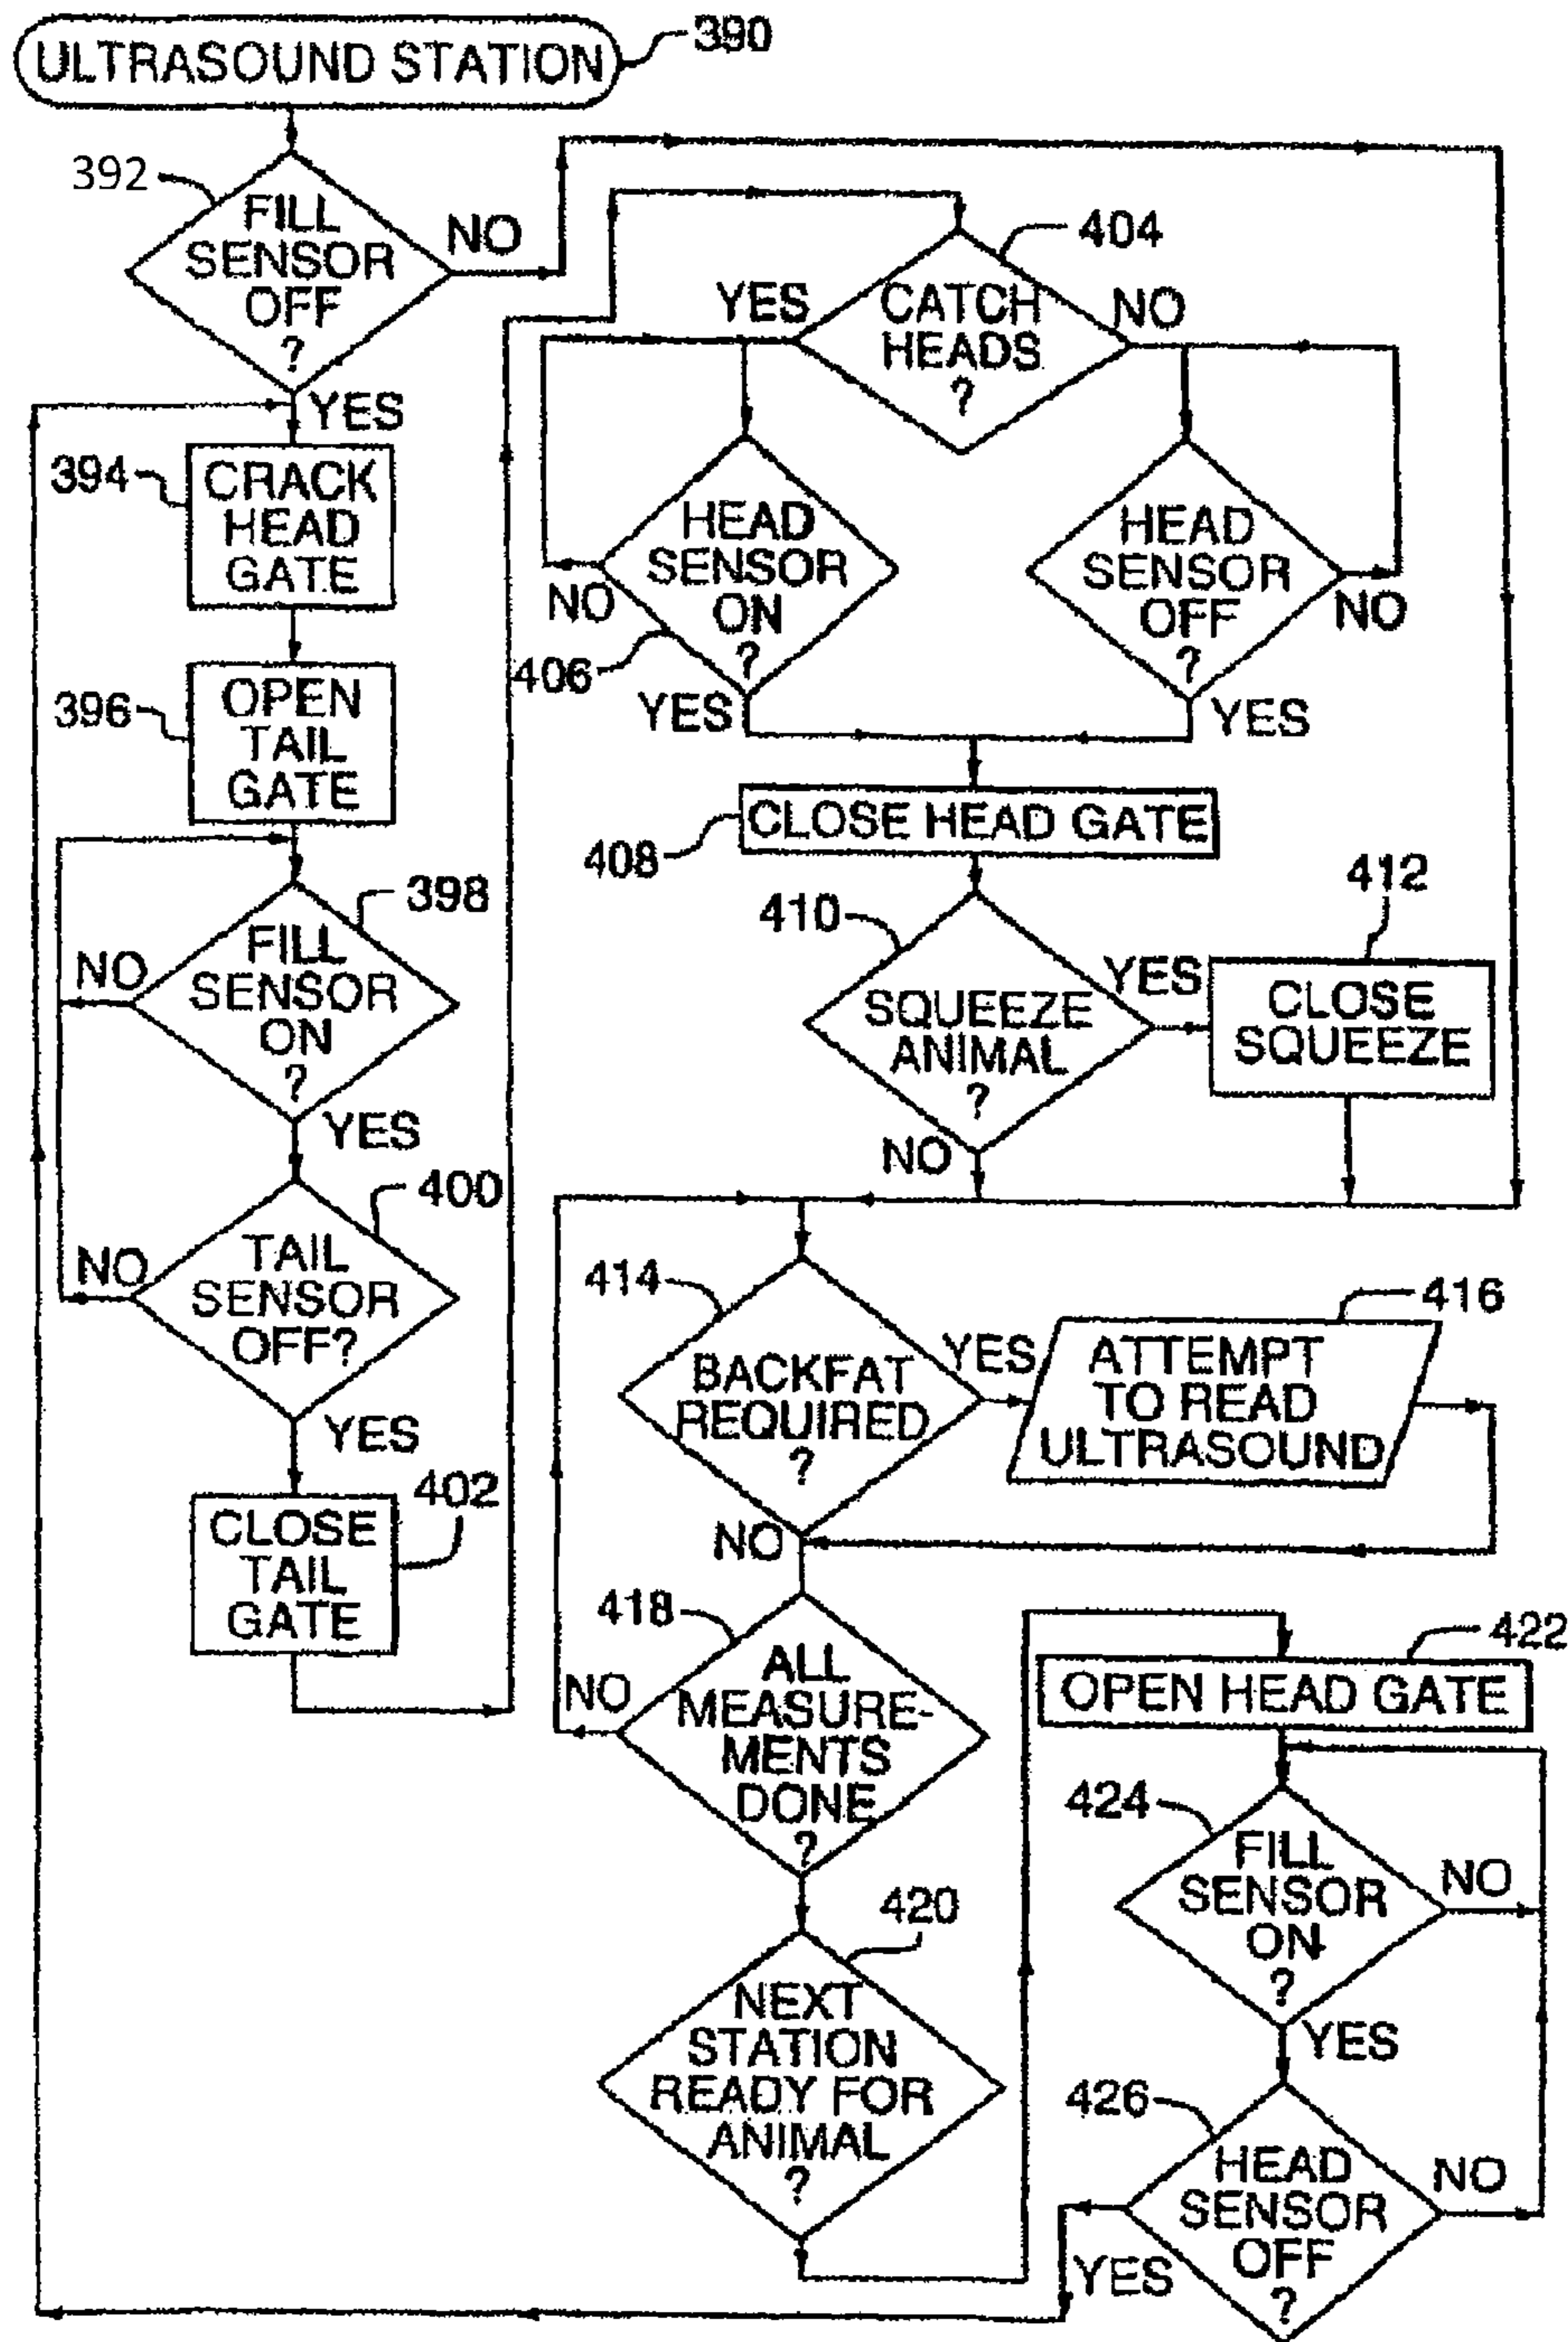 ULTRASOUND STATION
390
392
FILL
SENSOR
OFF
?
NO
YES
394
CRACK
HEAD
GATE
396
OPEN
TAIL
GATE
398
FILL
SENSOR
ON
?
NO
YES
400
TAIL
SENSOR
OFF?
NO
YES
402
CLOSE
TAIL
GATE
404
CATCH
HEADS
?
YES
NO
HEAD
SENSOR
ON
?
NO
406
YES
HEAD
SENSOR
OFF
?
NO
YES
CLOSE HEAD GATE
408
410
SQUEEZE
ANIMAL
?
YES
NO
412
CLOSE
SQUEEZE
414
BACKFAT
REQUIRED
?
YES
NO
416
ATTEMPT
TO READ
ULTRASOUND
418
ALL
MEASURE-
MENTS
DONE
?
NO
420
NEXT
STATION
READY FOR
ANIMAL
?
422
OPEN HEAD GATE
424
FILL
SENSOR
ON
?
NO
YES
426
HEAD
SENSOR
OFF
?
NO
YES